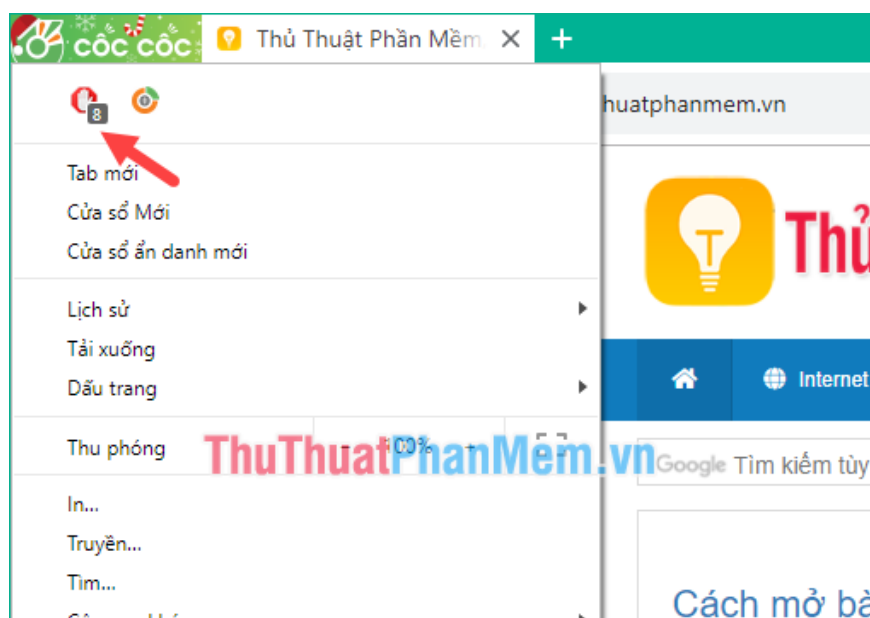 cốc cốc
Thủ Thuật Phần Mềm
8
huatphanmem.vn
Tab mới
Cửa sổ Mới
Cửa sổ ẩn danh mới
Thủ
Lịch sử
Tải xuống
Dấu trang
Internet
Thu phóng
- 100% +
ThuThuatPhanMem.vn
Google Tìm kiếm tùy
In...
Truyền...
Tìm...
Cách mở bà